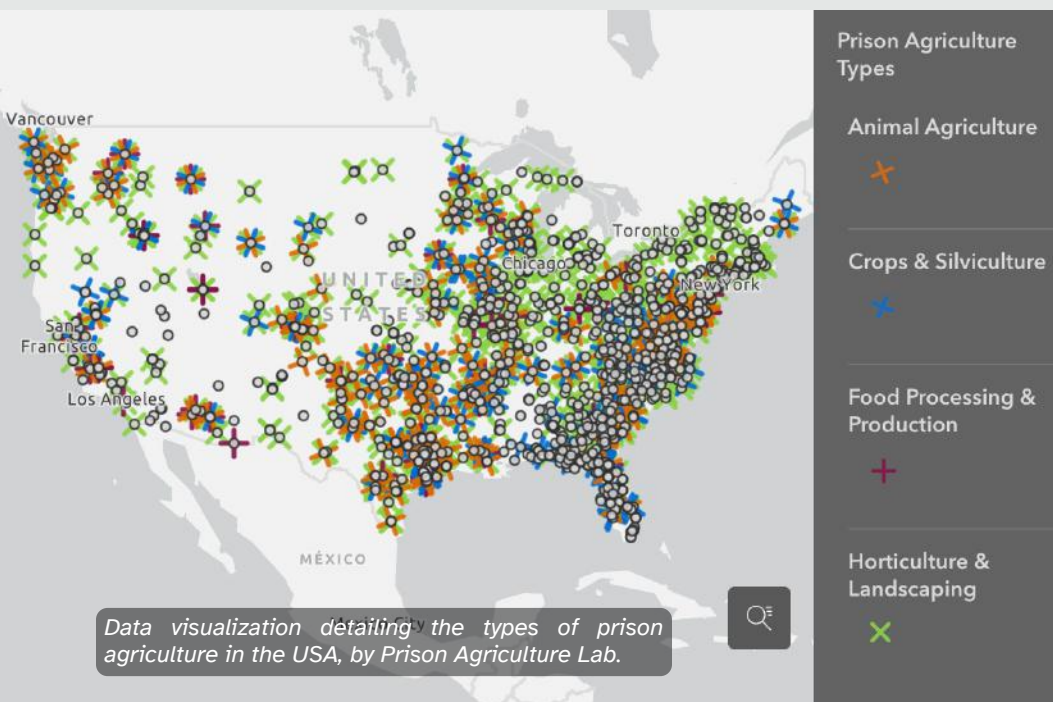 Prison Agriculture
Types
Animal Agriculture
Crops & Silviculture
Food Processing &
Production
Horticulture &
Landscaping
Vancouver
Toronto
Chicago
New York
UNITED
STATES
San
Francisco
Los Angeles
MÉXICO
Mexico City
Data visualization detailing the types of prison
agriculture in the USA, by Prison Agriculture Lab.